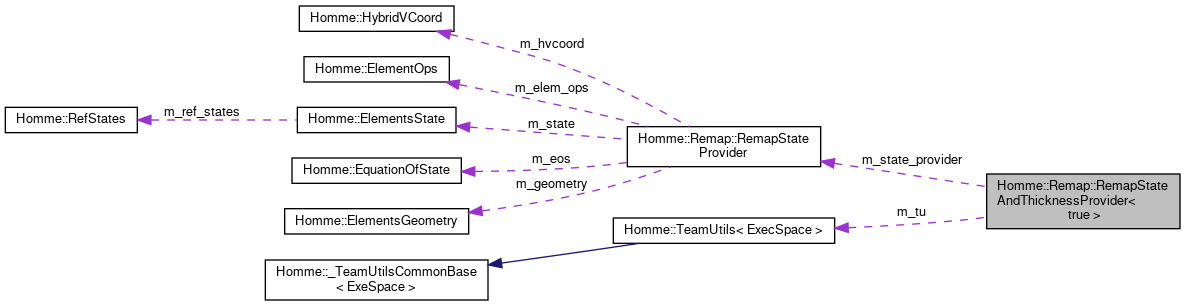 Homme::HybridVCoord
m_hvcoord
Homme::ElementOps
m_elem_ops
Homme::RefStates
m_ref_states
Homme::ElementsState
m_state
Homme::Remap::RemapState
Provider
m_eos
Homme::EquationOfState
m_state_provider
m_geometry
Homme::Remap::RemapState
AndThicknessProvider<
true >
Homme::ElementsGeometry
m_tu
Homme::TeamUtils< ExecSpace >
Homme::_TeamUtilsCommonBase
< ExeSpace >